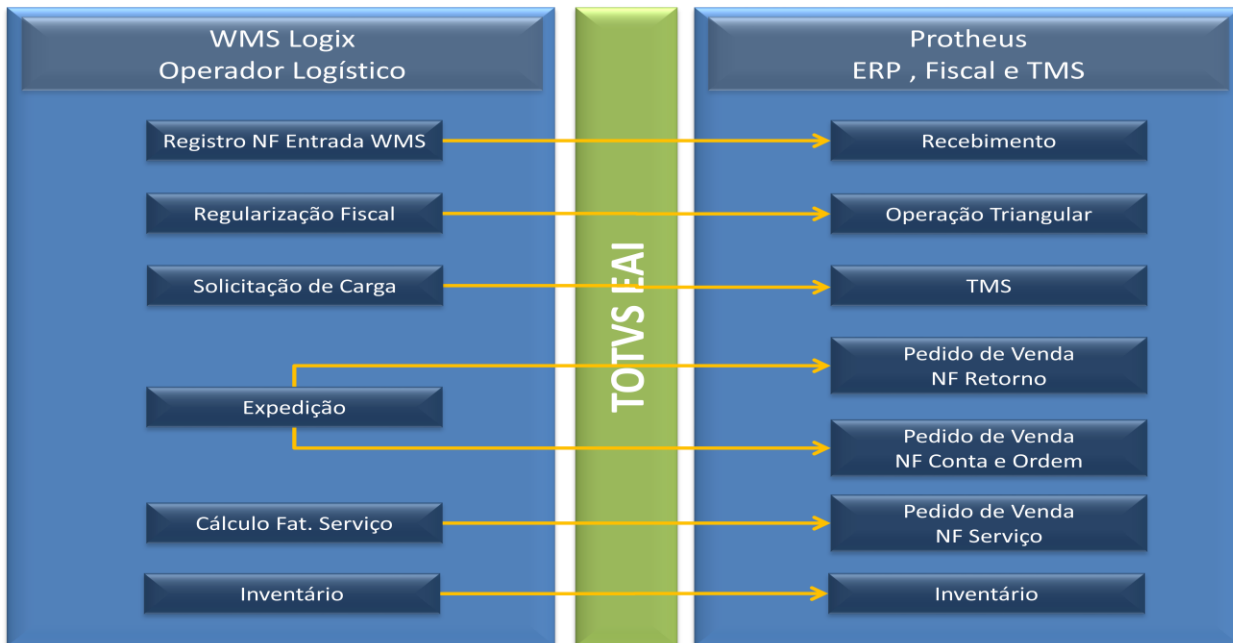 WMS Logix
Operador Logístico
Registro NF Entrada WMS
Regularização Fiscal
Solicitação de Carga
Expedição
Cálculo Fat. Serviço
Inventário
TOTVS EAI
Protheus
ERP , Fiscal e TMS
Recebimento
Operação Triangular
TMS
Pedido de Venda
NF Retorno
Pedido de Venda
NF Conta e Ordem
Pedido de Venda
NF Serviço
Inventário